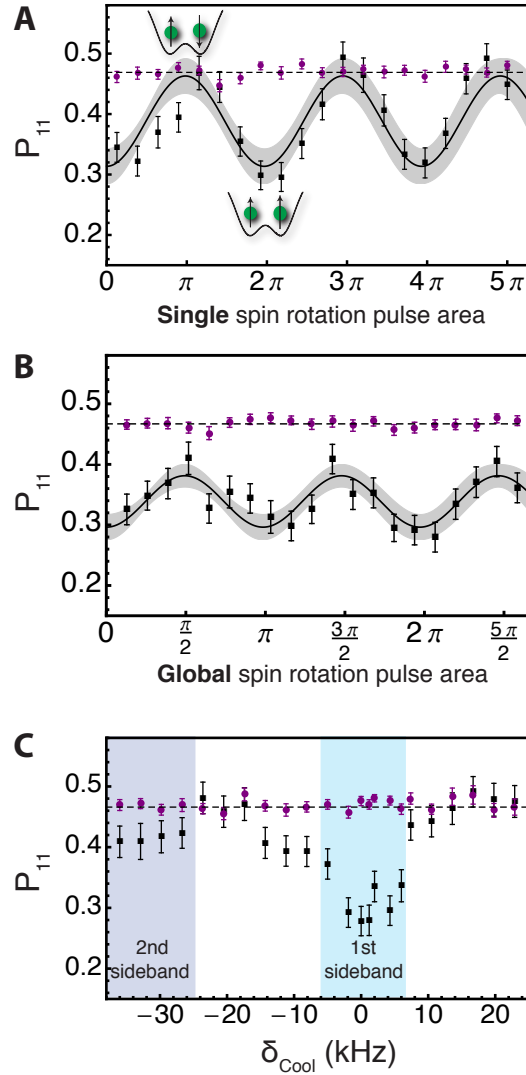 A
P11
0.5
0.4
0.3
0.2
0 π 2π 3π 4π 5π
Single spin rotation pulse area
B
P11
0.5
0.4
0.3
0.2
0 π/2 π 3π/2 2π 5π/2
Global spin rotation pulse area
C
P11
0.5
0.4
0.3
0.2
2nd
sideband
1st
sideband
−30 −20 −10 0 10 20
δCool (kHz)